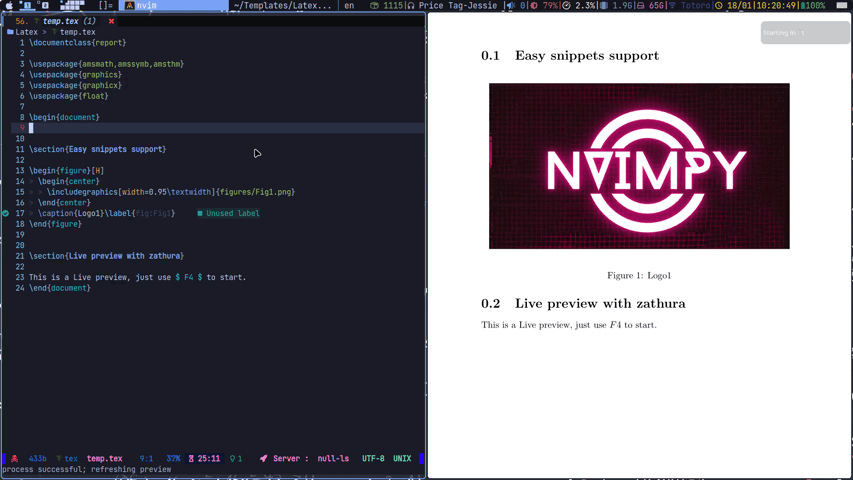 nvim
~/Templates/Latex... []= en 1115 Price Tag-Jessie 0 79% 2.3% 1.9G 65G Totoro 18/01 10:20:49 100%
56. temp.tex (1)
Latex > temp.tex
1 \documentclass{report}
2
3 \usepackage{amsmath,amssymb,amsthm}
4 \usepackage{graphics}
5 \usepackage{graphicx}
6 \usepackage{float}
7
8 \begin{document}
9
10
11 \section{Easy snippets support}
12
13 \begin{figure}[H]
14 \begin{center}
15 \includegraphics[width=0.95\textwidth]{figures/Fig1.png}
16 \end{center}
17 \caption{Logo1}\label{fig:Fig1} ■ Unused label
18 \end{figure}
19
20
21 \section{Live preview with zathura}
22
23 This is a Live preview, just use $ F4 $ to start.
24 \end{document}
433b tex temp.tex 9:1 37% 25:11 1 Server : null-ls UTF-8 UNIX
process successful; refreshing preview
Starting in : 1
0.1 Easy snippets support
NVIMPY
Figure 1: Logo1
0.2 Live preview with zathura
This is a Live preview, just use F4 to start.